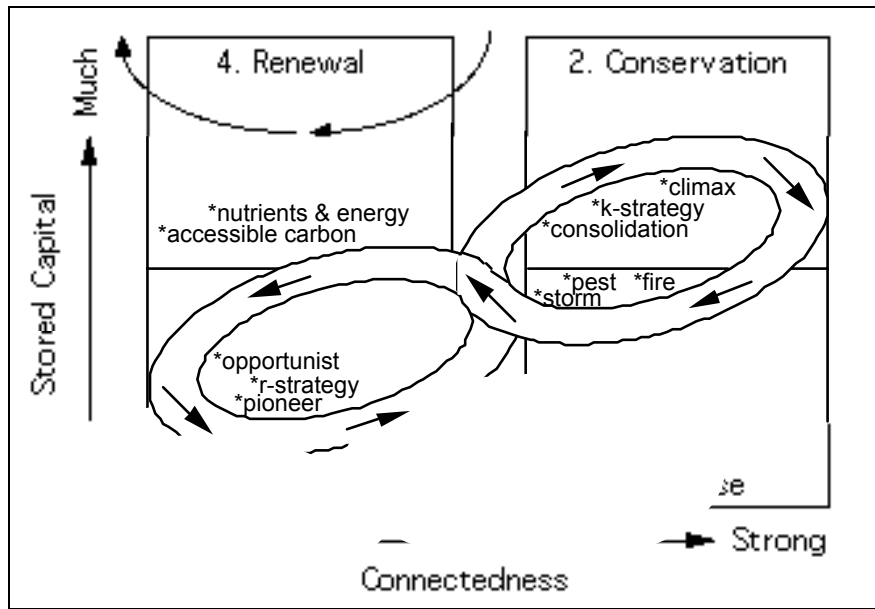 4. Renewal
2. Conservation
Much
Stored Capital
*nutrients & energy
*accessible carbon
*climax
*k-strategy
*consolidation
*pest *fire
*storm
*opportunist
*r-strategy
*pioneer
se
Strong
Connectedness